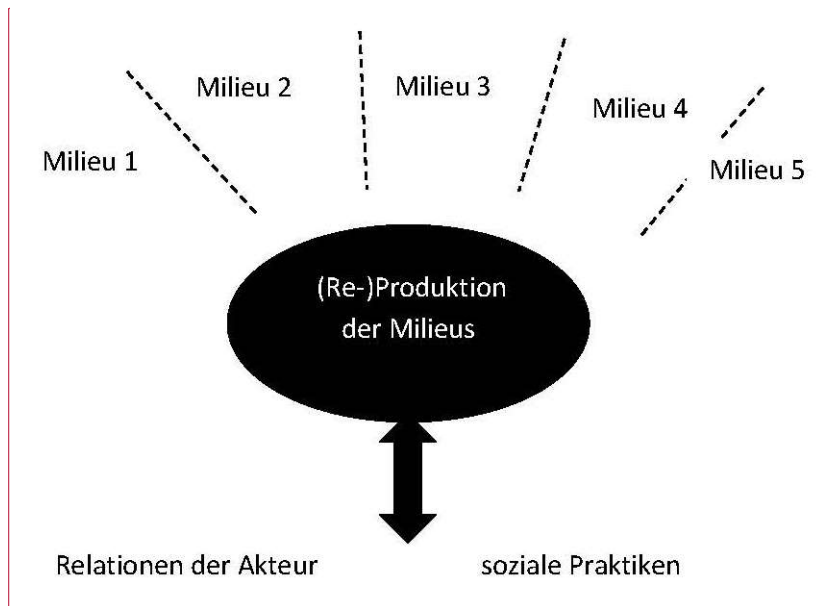 Milieu 1
Milieu 2
Milieu 3
Milieu 4
Milieu 5
(Re-)Produktion
der Milieus
Relationen der Akteur
soziale Praktiken